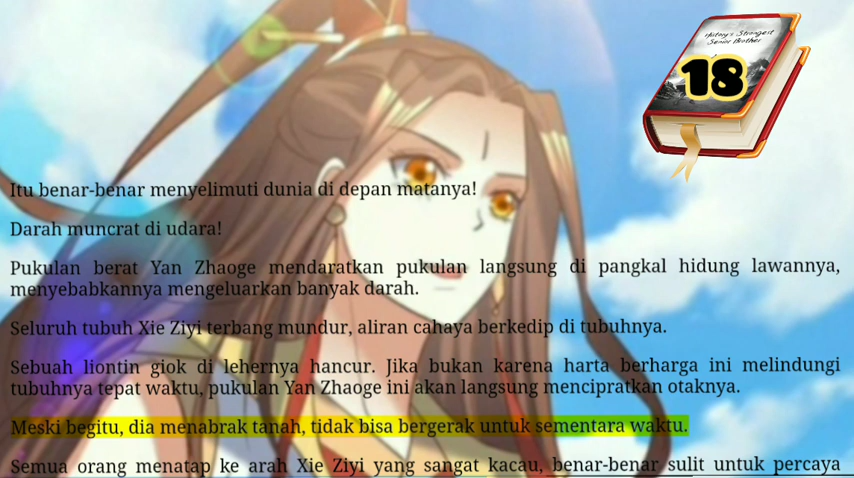 History's Strongest
Senior Brother
18
Itu benar-benar menyelimuti dunia di depan matanya!
Darah muncrat di udara!
Pukulan berat Yan Zhaoge mendaratkan pukulan langsung di pangkal hidung lawannya,
menyebabkannya mengeluarkan banyak darah.
Seluruh tubuh Xie Ziyi terbang mundur, aliran cahaya berkedip di tubuhnya.
Sebuah liontin giok di lehernya hancur. Jika bukan karena harta berharga ini melindungi
tubuhnya tepat waktu, pukulan Yan Zhaoge ini akan langsung mencipratkan otaknya.
Meski begitu, dia menabrak tanah, tidak bisa bergerak untuk sementara waktu.
Semua orang menatap ke arah Xie Ziyi yang sangat kacau, benar-benar sulit untuk percaya